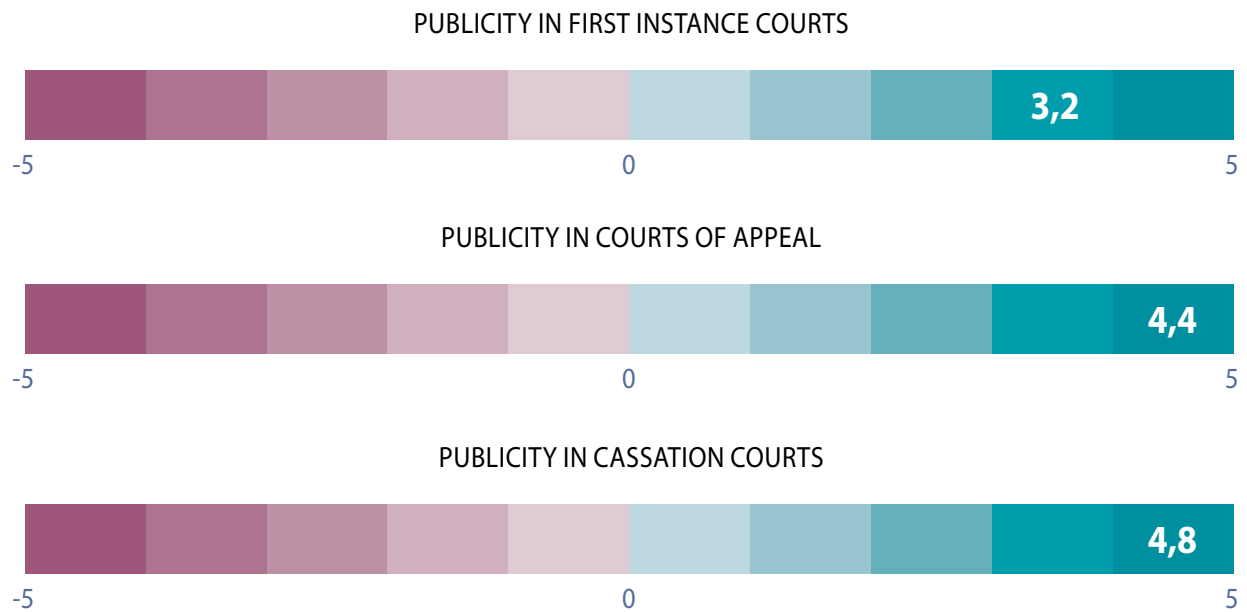 PUBLICITY IN FIRST INSTANCE COURTS
3,2
-5 0 5
PUBLICITY IN COURTS OF APPEAL
4,4
-5 0 5
PUBLICITY IN CASSATION COURTS
4,8
-5 0 5